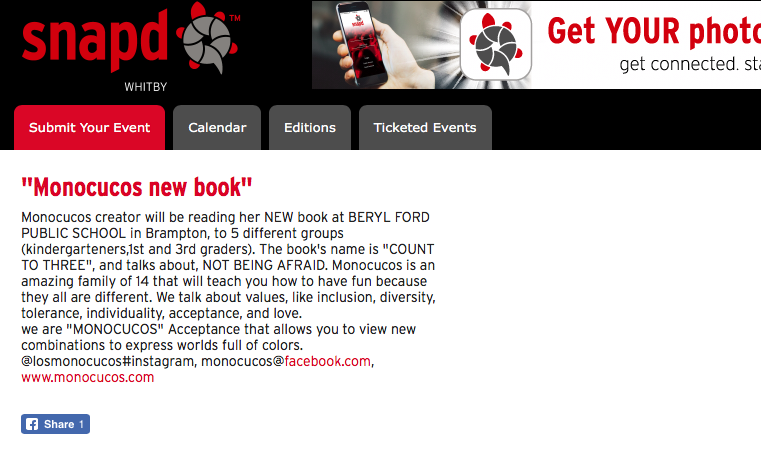 snapd™
WHITBY
Get YOUR photo
get connected. sta
Submit Your Event
Calendar
Editions
Ticketed Events
"Monocucos new book"
Monocucos creator will be reading her NEW book at BERYL FORD
PUBLIC SCHOOL in Brampton, to 5 different groups
(kindergarteners,1st and 3rd graders). The book's name is "COUNT
TO THREE", and talks about, NOT BEING AFRAID. Monocucos is an
amazing family of 14 that will teach you how to have fun because
they all are different. We talk about values, like inclusion, diversity,
tolerance, individuality, acceptance, and love.
we are "MONOCUCOS" Acceptance that allows you to view new
combinations to express worlds full of colors.
@losmonocucos#instagram, monocucos@facebook.com,
www.monocucos.com
Share 1